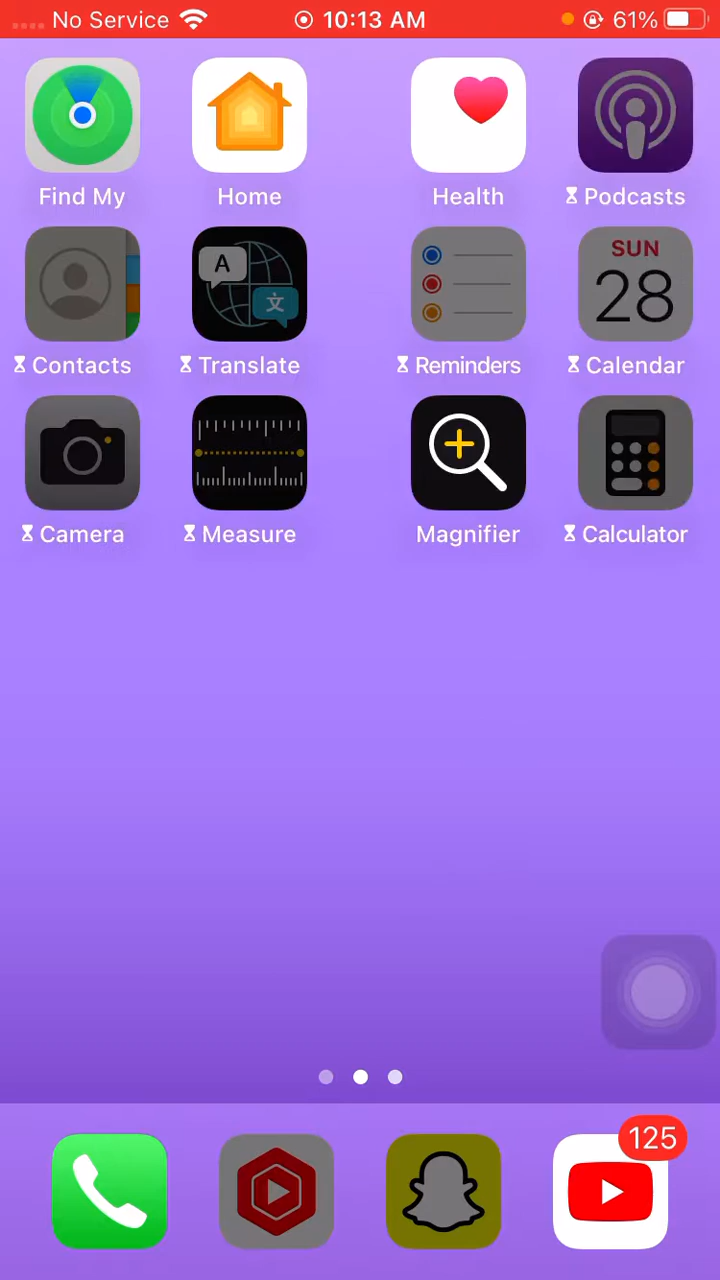 No Service 10:13 AM 61%
Find My Home Health Podcasts
A 文 SUN 28
Contacts Translate Reminders Calendar
Camera Measure Magnifier Calculator
125